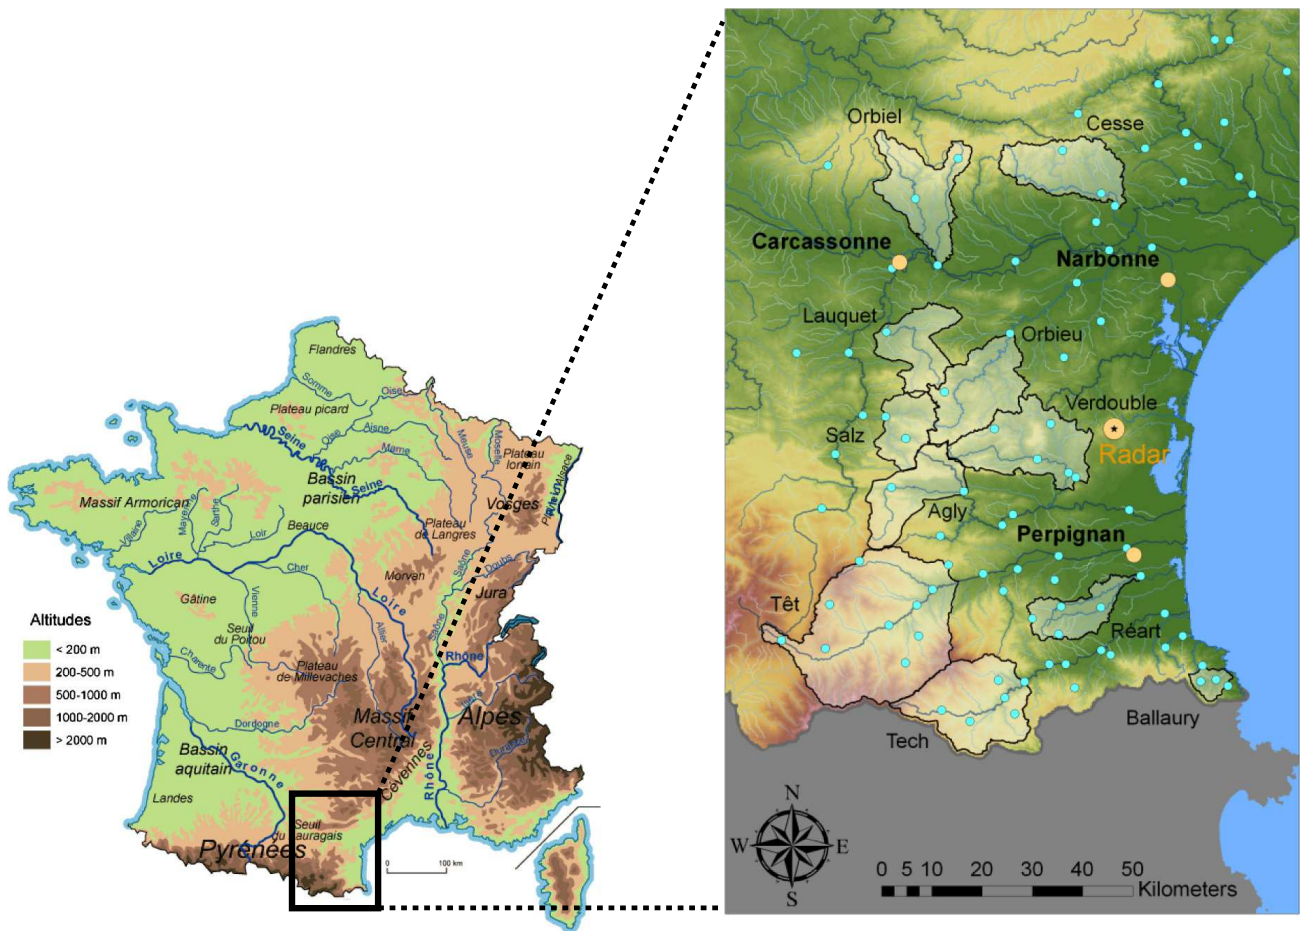 Flandres
Somme
Oise
Plateau picard
Seine
Oise
Aisne
Marne
Meuse
Moselle
Plateau
lorrain
Plaine d'Alsace
Rhin
Bassin
parisien
Seine
Vosges
Massif Armorican
Vilaine
Mayenne
Sarthe
Loir
Beauce
Plateau
de Langres
Loire
Cher
Morvan
Saône
Doubs
Jura
Gâtine
Vienne
Loire
Allier
Saône
Seuil
du Poitou
Charente
Plateau
de Millevaches
Rhône
Isère
Alpes
Dordogne
Massif
Central
Bassin
aquitain
Garonne
Cévennes
Rhône
Durance
Landes
Seuil
du Lauragais
Pyrénées
0 100 km
Altitudes
< 200 m
200-500 m
500-1000 m
1000-2000 m
> 2000 m
Orbiel
Cesse
Carcassonne
Narbonne
Lauquet
Orbieu
Verdouble
Salz
Radar
Agly
Perpignan
Têt
Réart
Ballaury
Tech
N
W E
S
0 5 10 20 30 40 50
Kilometers